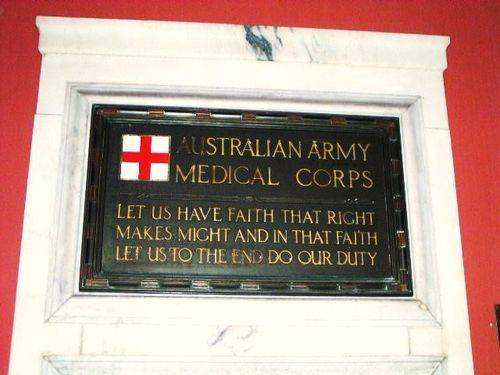 AUSTRALIAN ARMY
MEDICAL CORPS
LET US HAVE FAITH THAT RIGHT
MAKES MIGHT AND IN THAT FAITH
LET US TO THE END DO OUR DUTY